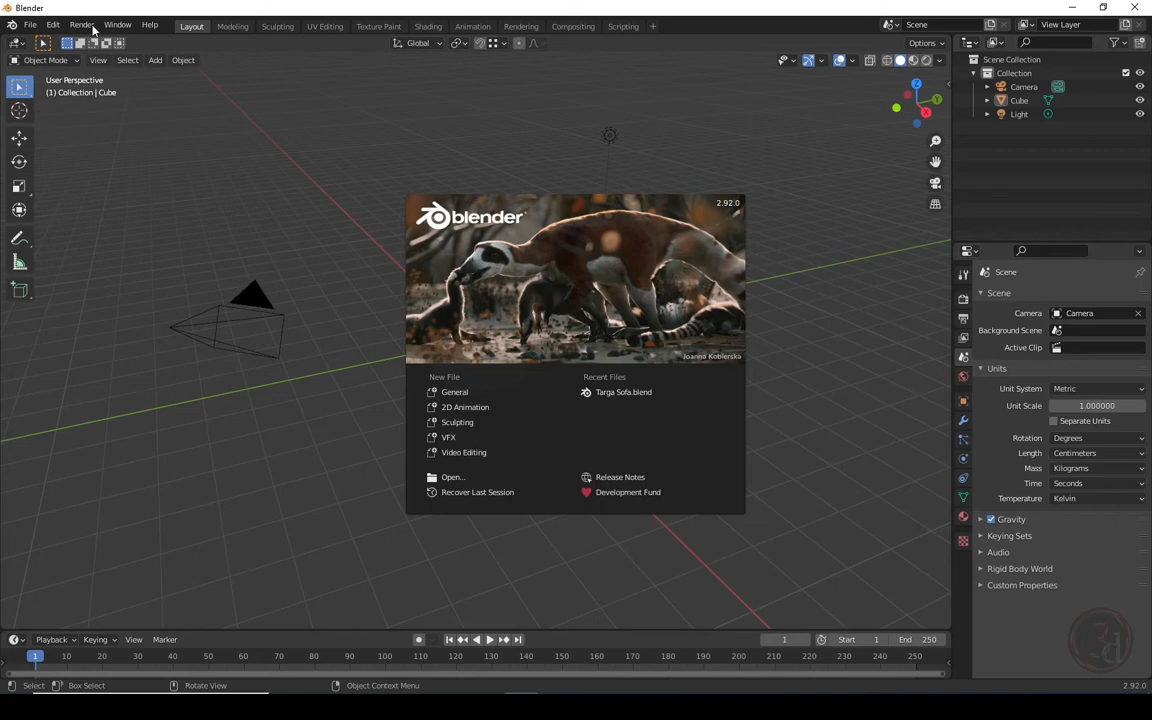 Blender
File Edit Render Window Help Layout Modeling Sculpting UV Editing Texture Paint Shading Animation Rendering Compositing Scripting + Scene View Layer
Global Options
Object Mode View Select Add Object
User Perspective
(1) Collection | Cube
Z
Y
X
Scene Collection
Collection
Camera
Cube
Light
blender
2.92.0
Joanna Kobierska
New File Recent Files
General Targa Sofa.blend
2D Animation
Sculpting
VFX
Video Editing
Open... Release Notes
Recover Last Session Development Fund
Scene
Scene
Camera Camera
Background Scene
Active Clip
Units
Unit System Metric
Unit Scale 1.000000
Separate Units
Rotation Degrees
Length Centimeters
Mass Kilograms
Time Seconds
Temperature Kelvin
Gravity
Keying Sets
Audio
Rigid Body World
Custom Properties
3d
Playback Keying View Marker 1 Start 1 End 250
1 10 20 30 40 50 60 70 80 90 100 110 120 130 140 150 160 170 180 190 200 210 220 230 240 250
Select Box Select Rotate View Object Context Menu 2.92.0